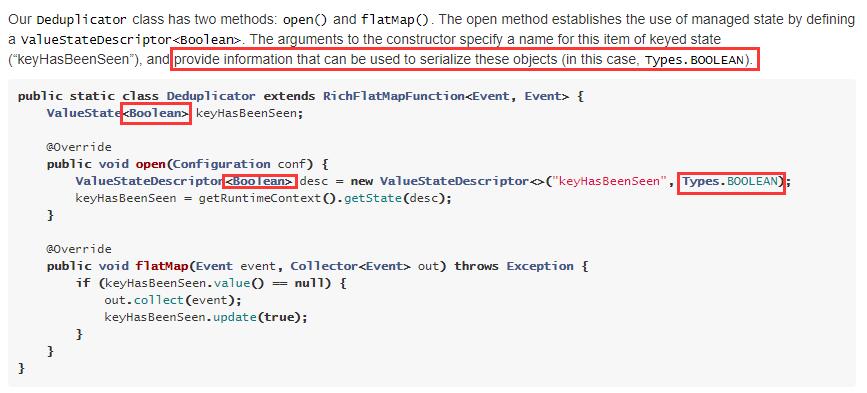 Our Deduplicator class has two methods: open() and flatMap(). The open method establishes the use of managed state by defining
a ValueStateDescriptor<Boolean>. The arguments to the constructor specify a name for this item of keyed state
(“keyHasBeenSeen”), and provide information that can be used to serialize these objects (in this case, Types.BOOLEAN).
public static class Deduplicator extends RichFlatMapFunction<Event, Event> {
    ValueState<Boolean> keyHasBeenSeen;

    @Override
    public void open(Configuration conf) {
        ValueStateDescriptor<Boolean> desc = new ValueStateDescriptor<>("keyHasBeenSeen", Types.BOOLEAN);
        keyHasBeenSeen = getRuntimeContext().getState(desc);
    }

    @Override
    public void flatMap(Event event, Collector<Event> out) throws Exception {
        if (keyHasBeenSeen.value() == null) {
            out.collect(event);
            keyHasBeenSeen.update(true);
        }
    }
}